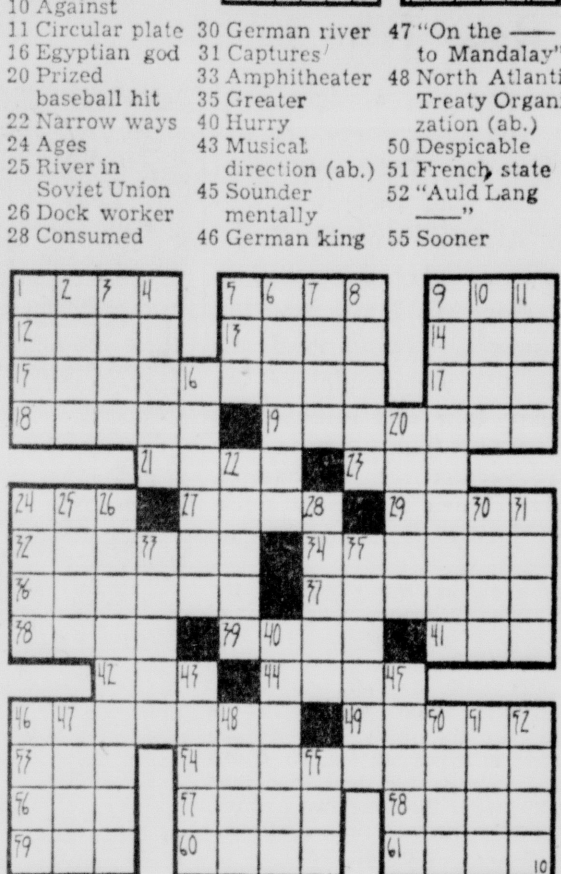 10 Against
11 Circular plate
16 Egyptian god
20 Prized
baseball hit
22 Narrow ways
24 Ages
25 River in
Soviet Union
26 Dock worker
28 Consumed
30 German river
31 Captures
33 Amphitheater
35 Greater
40 Hurry
43 Musical
direction (ab.)
45 Sounder
mentally
46 German king
47 "On the ——
to Mandalay"
48 North Atlanti
Treaty Organi
zation (ab.)
50 Despicable
51 French state
52 "Auld Lang
——"
55 Sooner
1 2 3 4 5 6 7 8 9 10 11
12 13 14
15 16 17
18 19 20
21 22 23
24 25 26 27 28 29 30 31
32 33 34 35
36 37
38 39 40 41
42 43 44 45
46 47 48 49 50 51 52
53 54 55
56 57 58
59 60 61
10